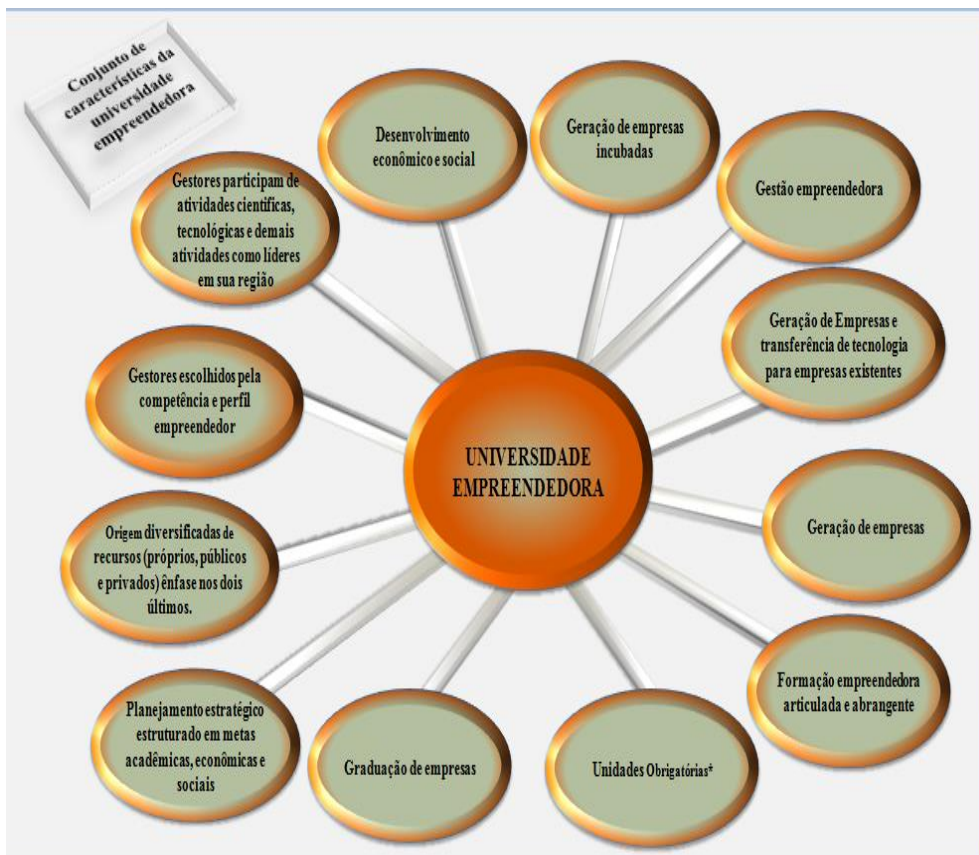 Conjunto de
características da
universidade
empreendedora
Desenvolvimento
econômico e social
Geração de empresas
incubadas
Gestão empreendedora
Geração de Empresas e
transferência de tecnologia
para empresas existentes
Geração de empresas
Formação empreendedora
articulada e abrangente
Unidades Obrigatórias*
Graduação de empresas
Planejamento estratégico
estruturado em metas
acadêmicas, econômicas e
sociais
Origem diversificadas de
recursos (próprios, públicos
e privados) ênfase nos dois
últimos.
Gestores escolhidos pela
competência e perfil
empreendedor
Gestores participam de
atividades científicas,
tecnológicas e demais
atividades como líderes
em sua região
UNIVERSIDADE
EMPREENDEDORA